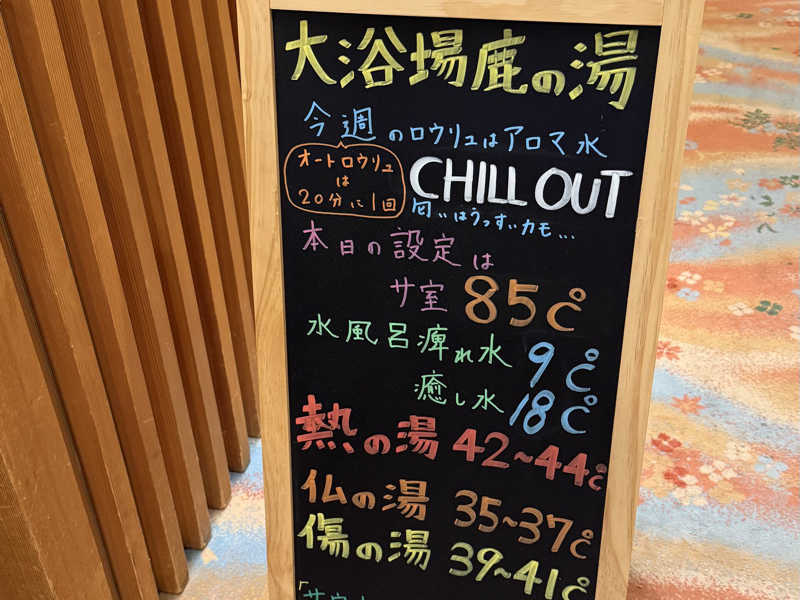 大浴場鹿の湯
今週のロウリュはアロマ水
オートロウリュ
は
20分に1回
CHILL OUT
匂いはうっすいカモ...
本日の設定は
サ室 85℃
水風呂 痺れ水 9℃
癒し水 18℃
熱の湯 42~44℃
仏の湯 35~37℃
傷の湯 39~41℃